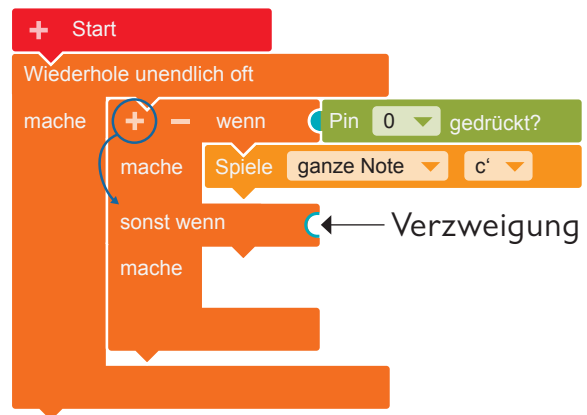 + Start
Wiederhole unendlich oft
mache + − wenn Pin 0 gedrückt?
mache Spiele ganze Note c‘
sonst wenn Verzweigung
mache